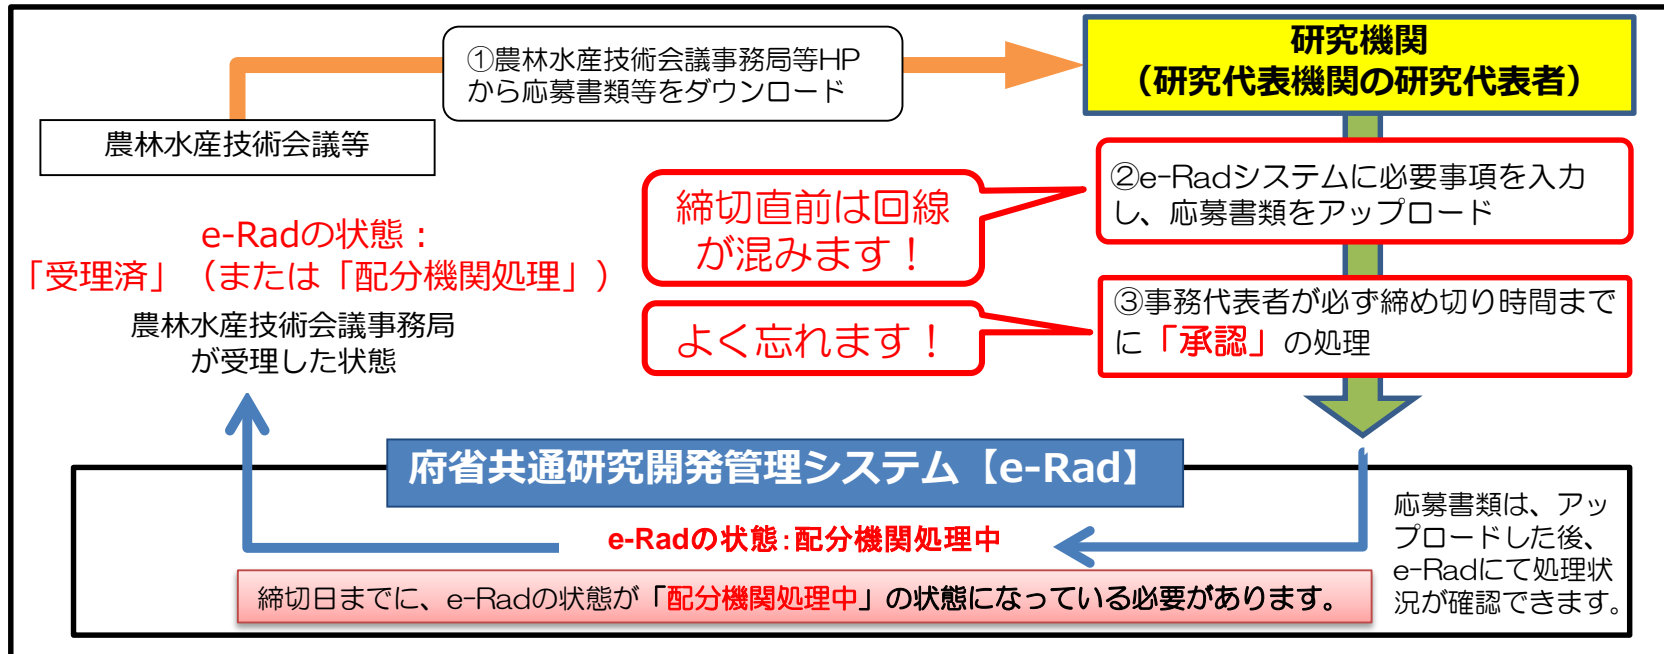 ①農林水産技術会議事務局等HP
から応募書類等をダウンロード
研究機関
（研究代表機関の研究代表者）
農林水産技術会議等
②e-Radシステムに必要事項を入力
し、応募書類をアップロード
締切直前は回線
が混みます！
e-Radの状態：
「受理済」（または「配分機関処理」）
農林水産技術会議事務局
が受理した状態
③事務代表者が必ず締め切り時間まで
に「承認」の処理
よく忘れます！
府省共通研究開発管理システム【e-Rad】
e-Radの状態：配分機関処理中
締切日までに、e-Radの状態が「配分機関処理中」の状態になっている必要があります。
応募書類は、アッ
プロードした後、
e-Radにて処理状
況が確認できます。